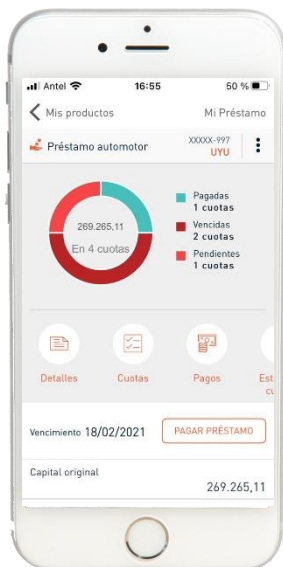 Antel 16:55 50 %
Mis productos Mi Préstamo
Préstamo automotor XXXXX-997
UYU
269.265,11
En 4 cuotas
Pagadas
1 cuotas
Vencidas
2 cuotas
Pendientes
1 cuotas
Detalles Cuotas Pagos Est
cu
Vencimiento 18/02/2021 PAGAR PRÉSTAMO
Capital original
269.265,11